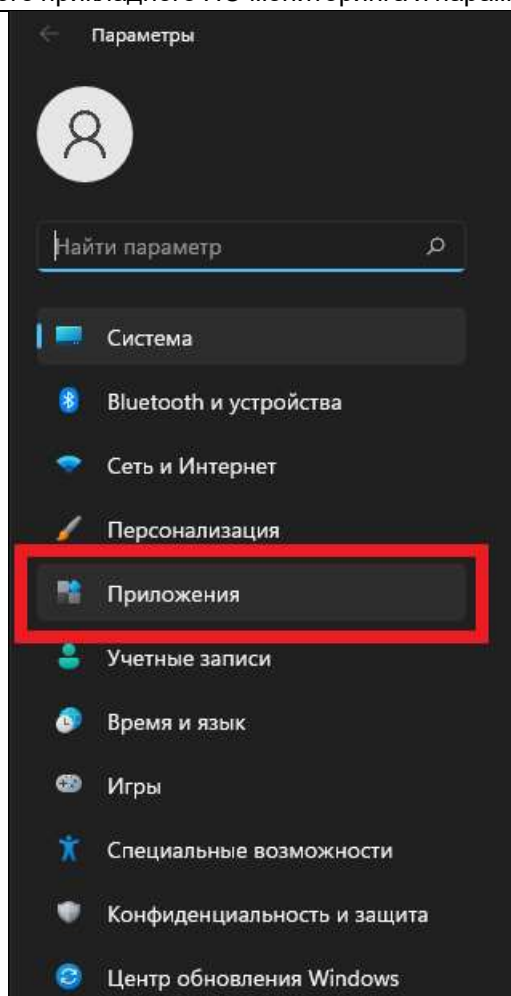 Параметры
Найти параметр
Система
Bluetooth и устройства
Сеть и Интернет
Персонализация
Приложения
Учетные записи
Время и язык
Игры
Специальные возможности
Конфиденциальность и защита
Центр обновления Windows